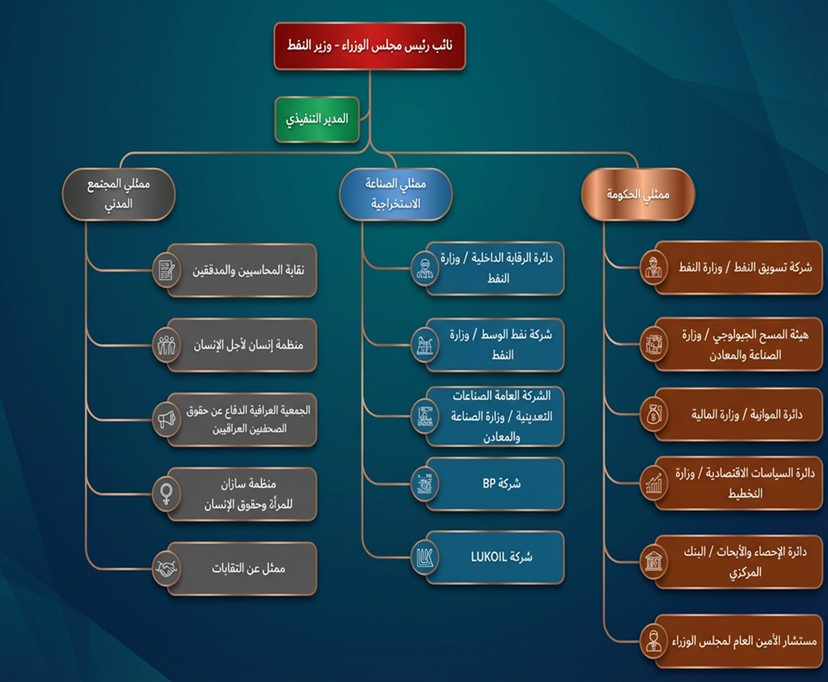 نائب رئيس مجلس الوزراء - وزير النفط
المدير التنفيذي
ممثلي الحكومة
شركة تسويق النفط / وزارة النفط
هيئة المسح الجيولوجي / وزارة
الصناعة والمعادن
دائرة الموازنة / وزارة المالية
دائرة السياسات الاقتصادية / وزارة
التخطيط
دائرة الإحصاء والأبحاث / البنك
المركزي
مستشار الأمين العام لمجلس الوزراء
ممثلي الصناعة
الاستخراجية
دائرة الرقابة الداخلية / وزارة
النفط
شركة نفط الوسط / وزارة
النفط
الشركة العامة الصناعات
التعدينية / وزارة الصناعة
والمعادن
شركة BP
شركة LUKOIL
ممثلي المجتمع
المدني
نقابة المحاسبين والمدققين
منظمة إنسان لأجل الإنسان
الجمعية العراقية الدفاع عن حقوق
الصحفنين العراقيين
منظمة سازان
للمرأة وحقوق الإنسان
ممثل عن النقابات